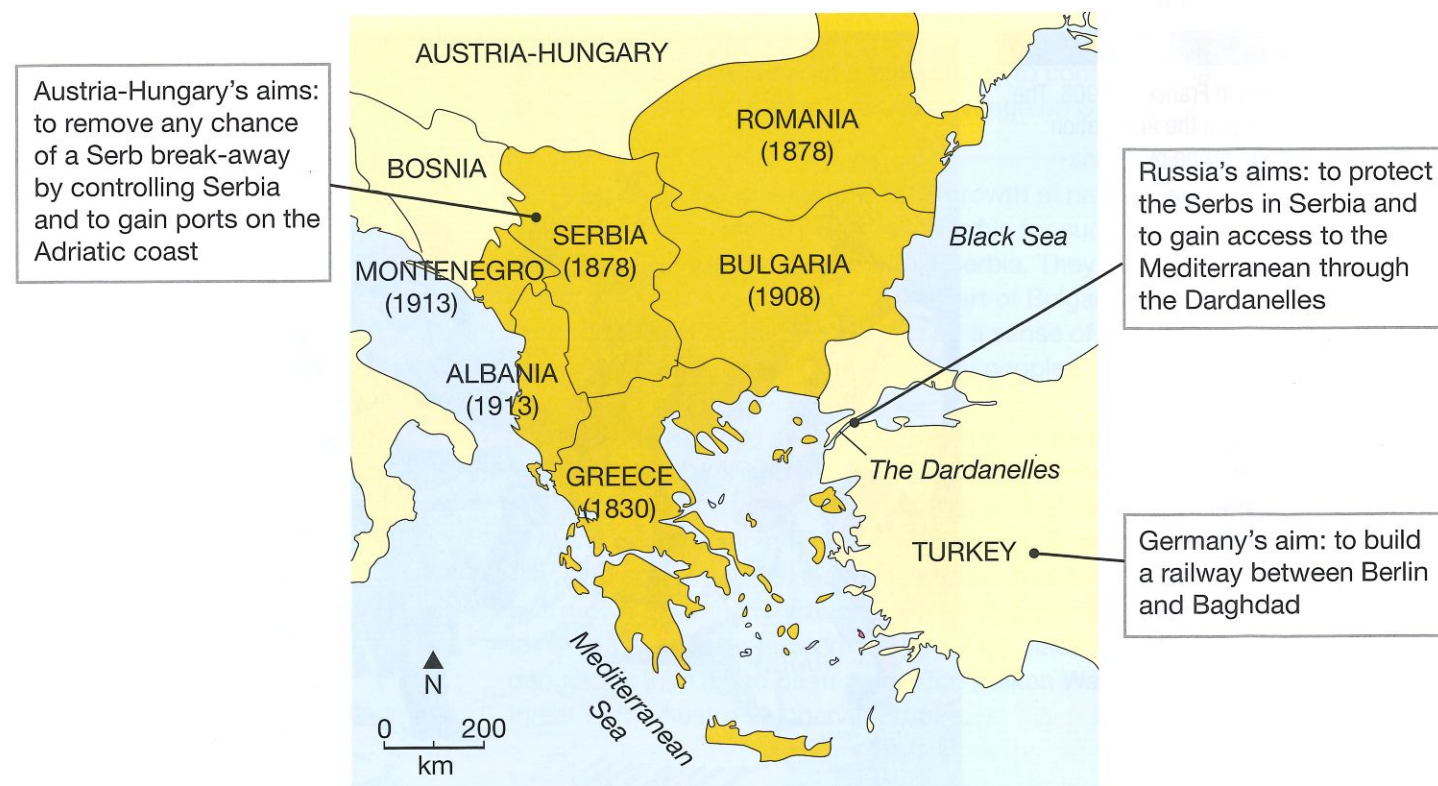 AUSTRIA-HUNGARY
Austria-Hungary's aims:
to remove any chance
of a Serb break-away
by controlling Serbia
and to gain ports on the
Adriatic coast
ROMANIA
(1878)
BOSNIA
Russia's aims: to protect
the Serbs in Serbia and
to gain access to the
Mediterranean through
the Dardanelles
SERBIA
(1878)
Black Sea
MONTENEGRO
(1913)
BULGARIA
(1908)
ALBANIA
(1913)
The Dardanelles
GREECE
(1830)
TURKEY
Germany's aim: to build
a railway between Berlin
and Baghdad
Mediterranean
Sea
N
0 200
km